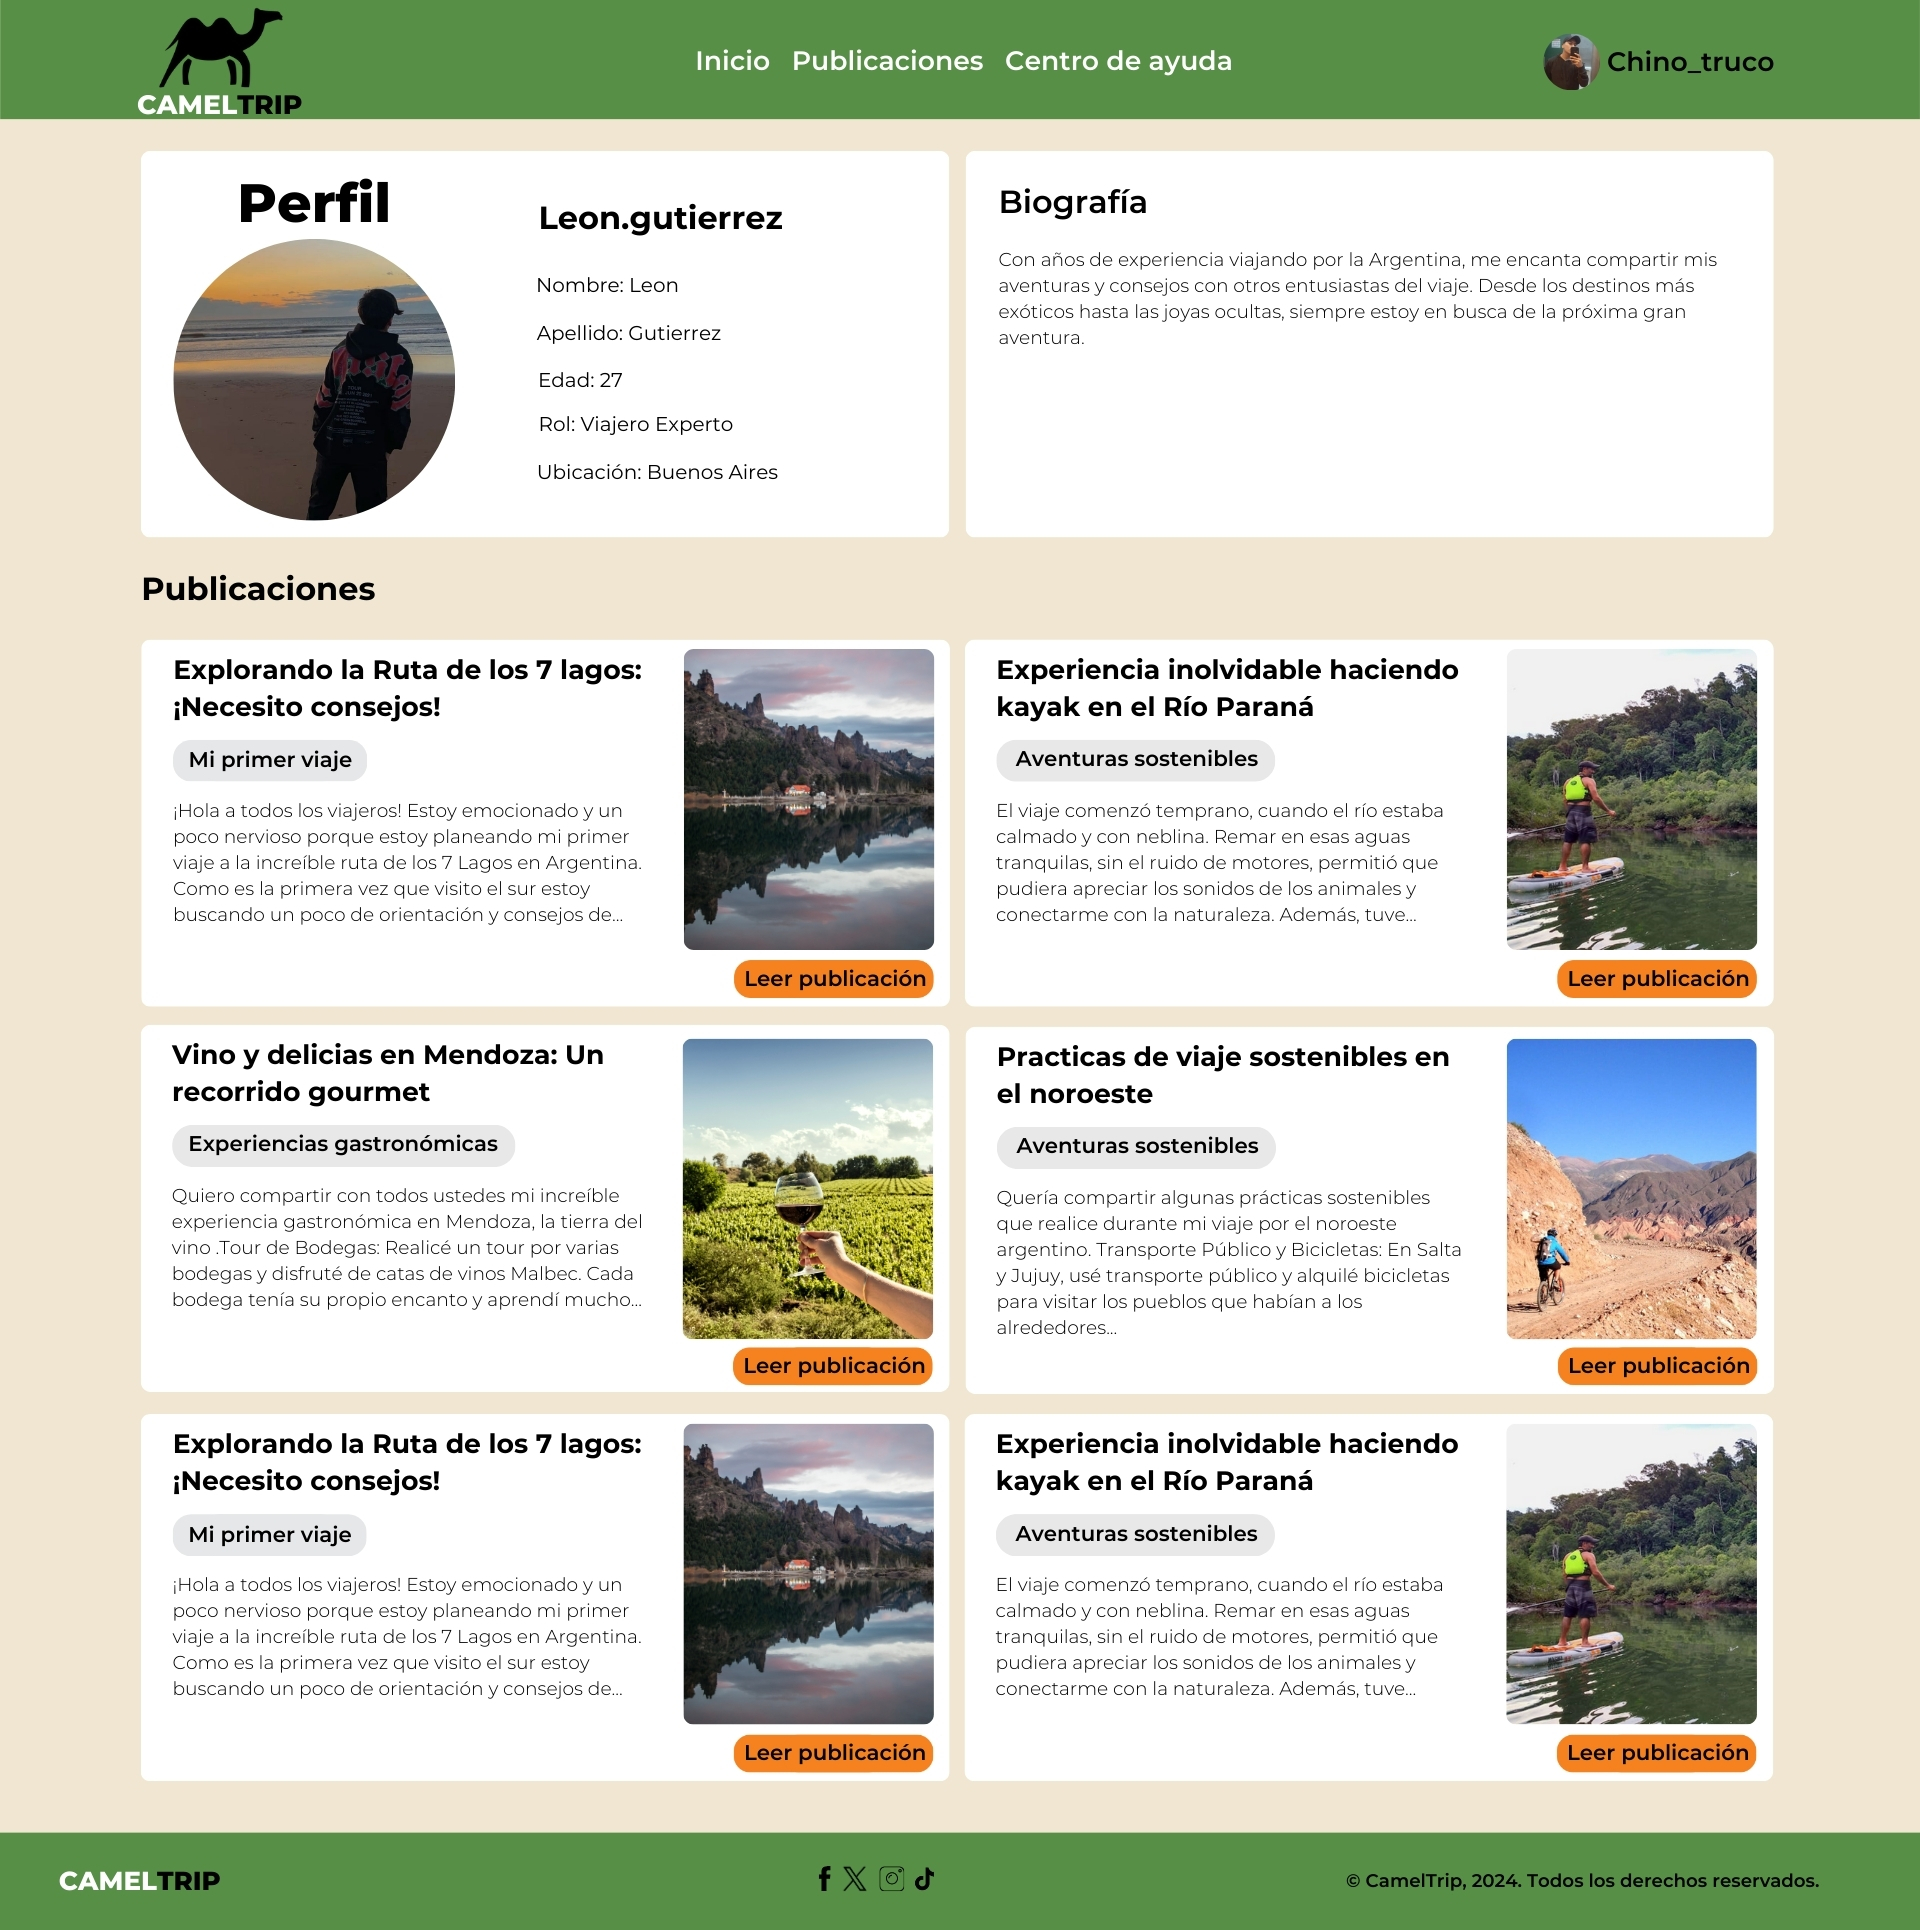 CAMELTRIP
Inicio Publicaciones Centro de ayuda
Chino_truco
Perfil
Leon.gutierrez
Nombre: Leon
Apellido: Gutierrez
Edad: 27
Rol: Viajero Experto
Ubicación: Buenos Aires
Biografía
Con años de experiencia viajando por la Argentina, me encanta compartir mis
aventuras y consejos con otros entusiastas del viaje. Desde los destinos más
exóticos hasta las joyas ocultas, siempre estoy en busca de la próxima gran
aventura.
Publicaciones
Explorando la Ruta de los 7 lagos:
¡Necesito consejos!
Mi primer viaje
¡Hola a todos los viajeros! Estoy emocionado y un
poco nervioso porque estoy planeando mi primer
viaje a la increíble ruta de los 7 Lagos en Argentina.
Como es la primera vez que visito el sur estoy
buscando un poco de orientación y consejos de...
Leer publicación
Experiencia inolvidable haciendo
kayak en el Río Paraná
Aventuras sostenibles
El viaje comenzó temprano, cuando el río estaba
calmado y con neblina. Remar en esas aguas
tranquilas, sin el ruido de motores, permitió que
pudiera apreciar los sonidos de los animales y
conectarme con la naturaleza. Además, tuve...
Leer publicación
Vino y delicias en Mendoza: Un
recorrido gourmet
Experiencias gastronómicas
Quiero compartir con todos ustedes mi increíble
experiencia gastronómica en Mendoza, la tierra del
vino .Tour de Bodegas: Realicé un tour por varias
bodegas y disfruté de catas de vinos Malbec. Cada
bodega tenía su propio encanto y aprendí mucho...
Leer publicación
Practicas de viaje sostenibles en
el noroeste
Aventuras sostenibles
Quería compartir algunas prácticas sostenibles
que realice durante mi viaje por el noroeste
argentino. Transporte Público y Bicicletas: En Salta
y Jujuy, usé transporte público y alquilé bicicletas
para visitar los pueblos que habían a los
alrededores...
Leer publicación
Explorando la Ruta de los 7 lagos:
¡Necesito consejos!
Mi primer viaje
¡Hola a todos los viajeros! Estoy emocionado y un
poco nervioso porque estoy planeando mi primer
viaje a la increíble ruta de los 7 Lagos en Argentina.
Como es la primera vez que visito el sur estoy
buscando un poco de orientación y consejos de...
Leer publicación
Experiencia inolvidable haciendo
kayak en el Río Paraná
Aventuras sostenibles
El viaje comenzó temprano, cuando el río estaba
calmado y con neblina. Remar en esas aguas
tranquilas, sin el ruido de motores, permitió que
pudiera apreciar los sonidos de los animales y
conectarme con la naturaleza. Además, tuve...
Leer publicación
CAMELTRIP
© CamelTrip, 2024. Todos los derechos reservados.